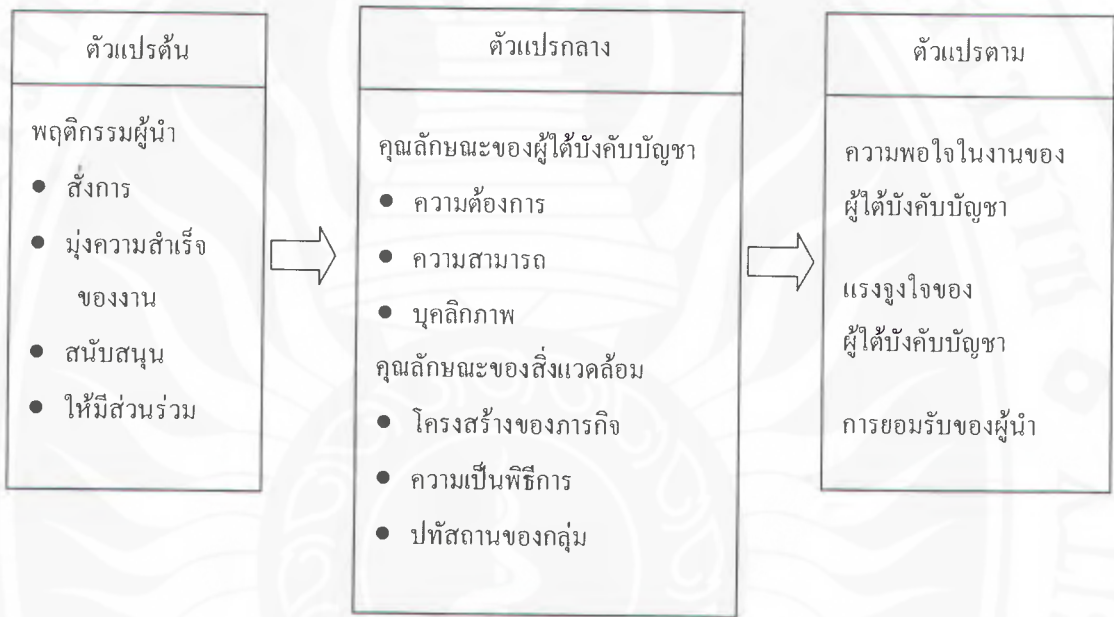 ตัวแปรต้น
พฤติกรรมผู้นำ
● สั่งการ
● มุ่งความสำเร็จ
ของงาน
● สนับสนุน
● ให้มีส่วนร่วม
ตัวแปรกลาง
คุณลักษณะของผู้ใต้บังคับบัญชา
● ความต้องการ
● ความสามารถ
● บุคลิกภาพ
คุณลักษณะของสิ่งแวดล้อม
● โครงสร้างของภารกิจ
● ความเป็นพิธีการ
● ปทัสถานของกลุ่ม
ตัวแปรตาม
ความพอใจในงานของ
ผู้ใต้บังคับบัญชา
แรงจูงใจของ
ผู้ใต้บังคับบัญชา
การยอมรับของผู้นำ